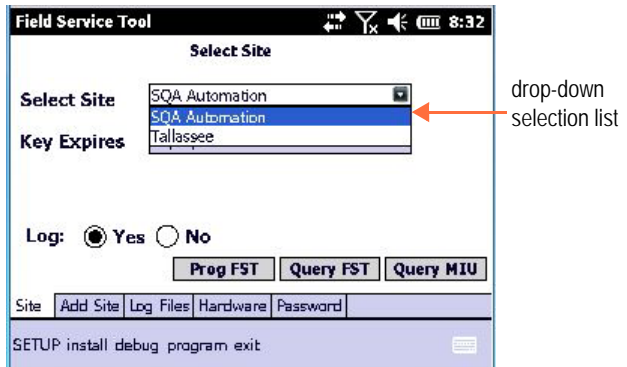 Field Service Tool 8:32
Select Site
Select Site SQA Automation
SQA Automation
Tallassee
Key Expires
drop-down
selection list
Log: Yes No
Prog FST Query FST Query MIU
Site Add Site Log Files Hardware Password
SETUP install debug program exit